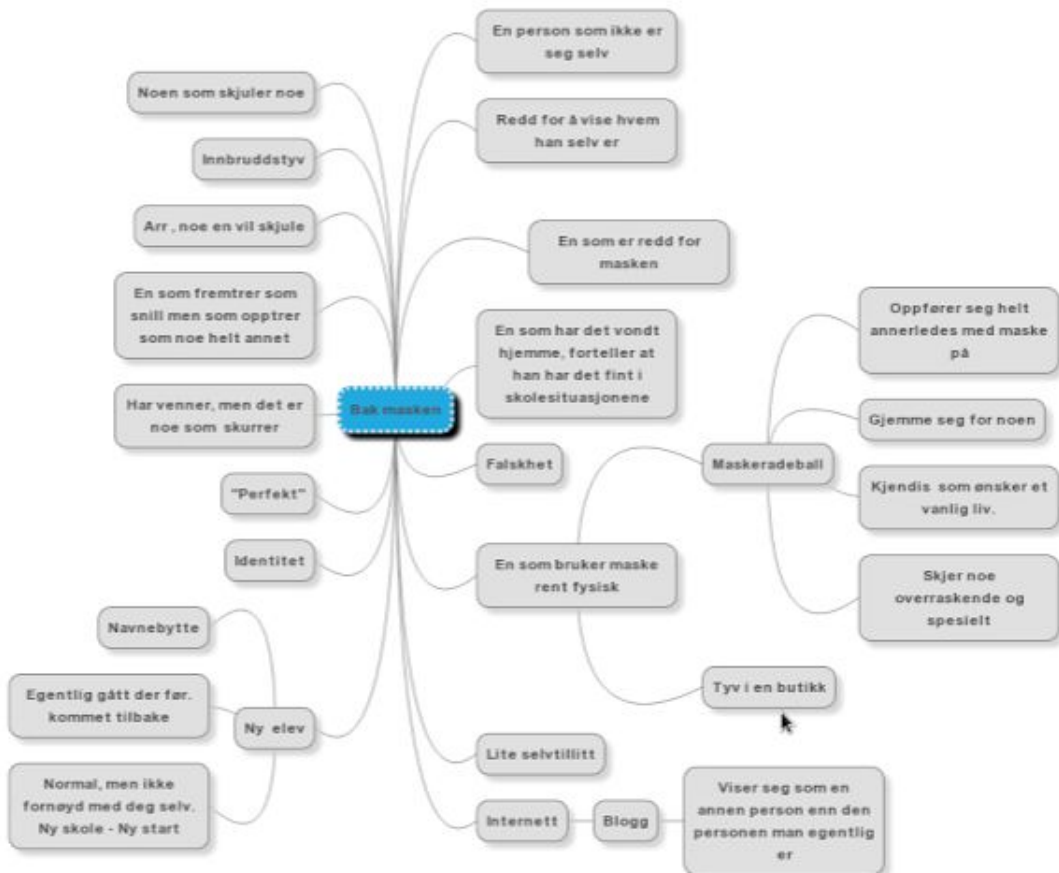 Bak masken
Noen som skjuler noe
Innbruddstyv
Arr , noe en vil skjule
En som fremtrer som
snill men som opptrer
som noe helt annet
Har venner, men det er
noe som skurrer
"Perfekt"
Identitet
Ny elev
Navnebytte
Egentlig gått der før.
kommet tilbake
Normal, men ikke
fornøyd med deg selv.
Ny skole - Ny start
En person som ikke er
seg selv
Redd for å vise hvem
han selv er
En som er redd for
masken
En som har det vondt
hjemme, forteller at
han har det fint i
skolesituasjonene
Falskhet
En som bruker maske
rent fysisk
Maskeradeball
Oppfører seg helt
annerledes med maske
på
Gjemme seg for noen
Kjendis som ønsker et
vanlig liv.
Skjer noe
overraskende og
spesielt
Tyv i en butikk
Lite selvtillitt
Internett
Blogg
Viser seg som en
annen person enn den
personen man egentlig
er